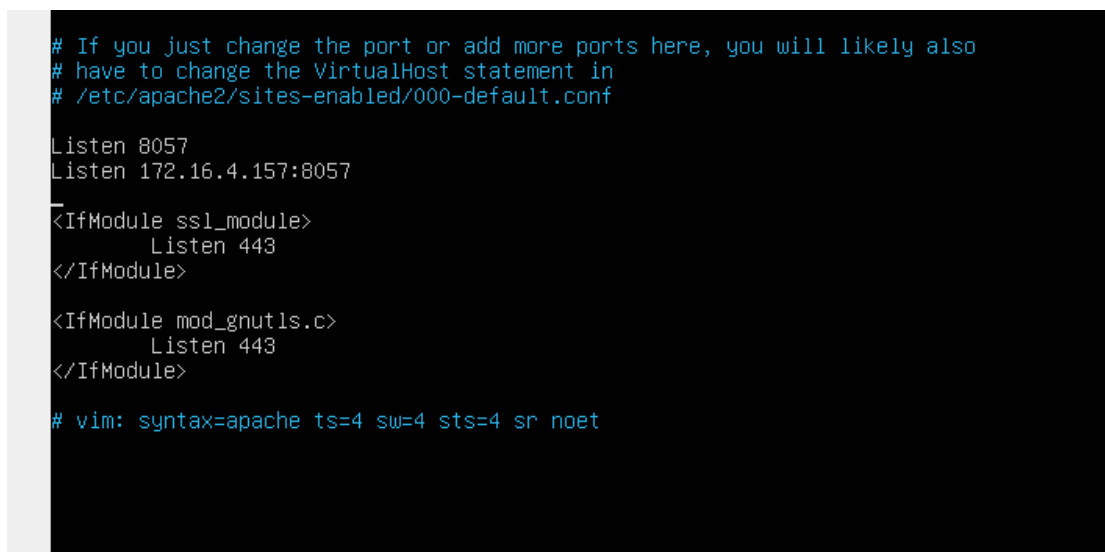 # If you just change the port or add more ports here, you will likely also
# have to change the VirtualHost statement in
# /etc/apache2/sites-enabled/000-default.conf
Listen 8057
Listen 172.16.4.157:8057
<IfModule ssl_module>
        Listen 443
</IfModule>
<IfModule mod_gnutls.c>
        Listen 443
</IfModule>
# vim: syntax=apache ts=4 sw=4 sts=4 sr noet